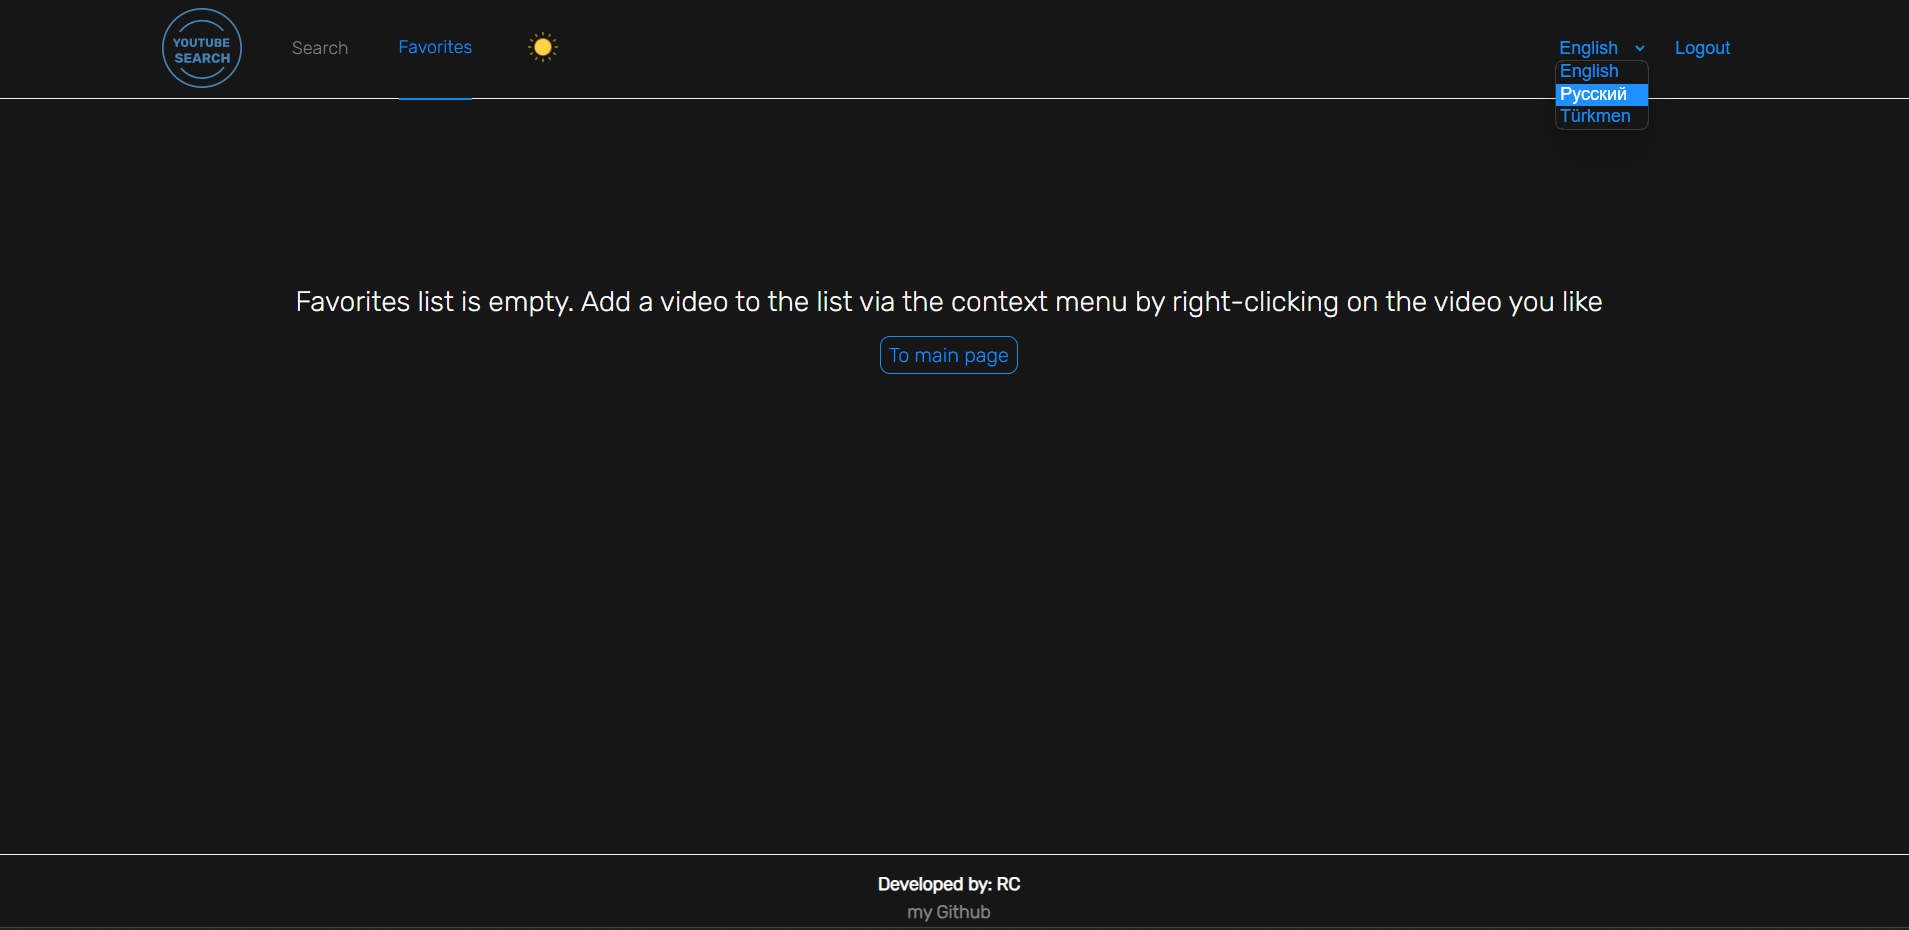 YOUTUBE
SEARCH
Search
Favorites
English
Logout
English
Русский
Türkmen
Favorites list is empty. Add a video to the list via the context menu by right-clicking on the video you like
To main page
Developed by: RC
my Github